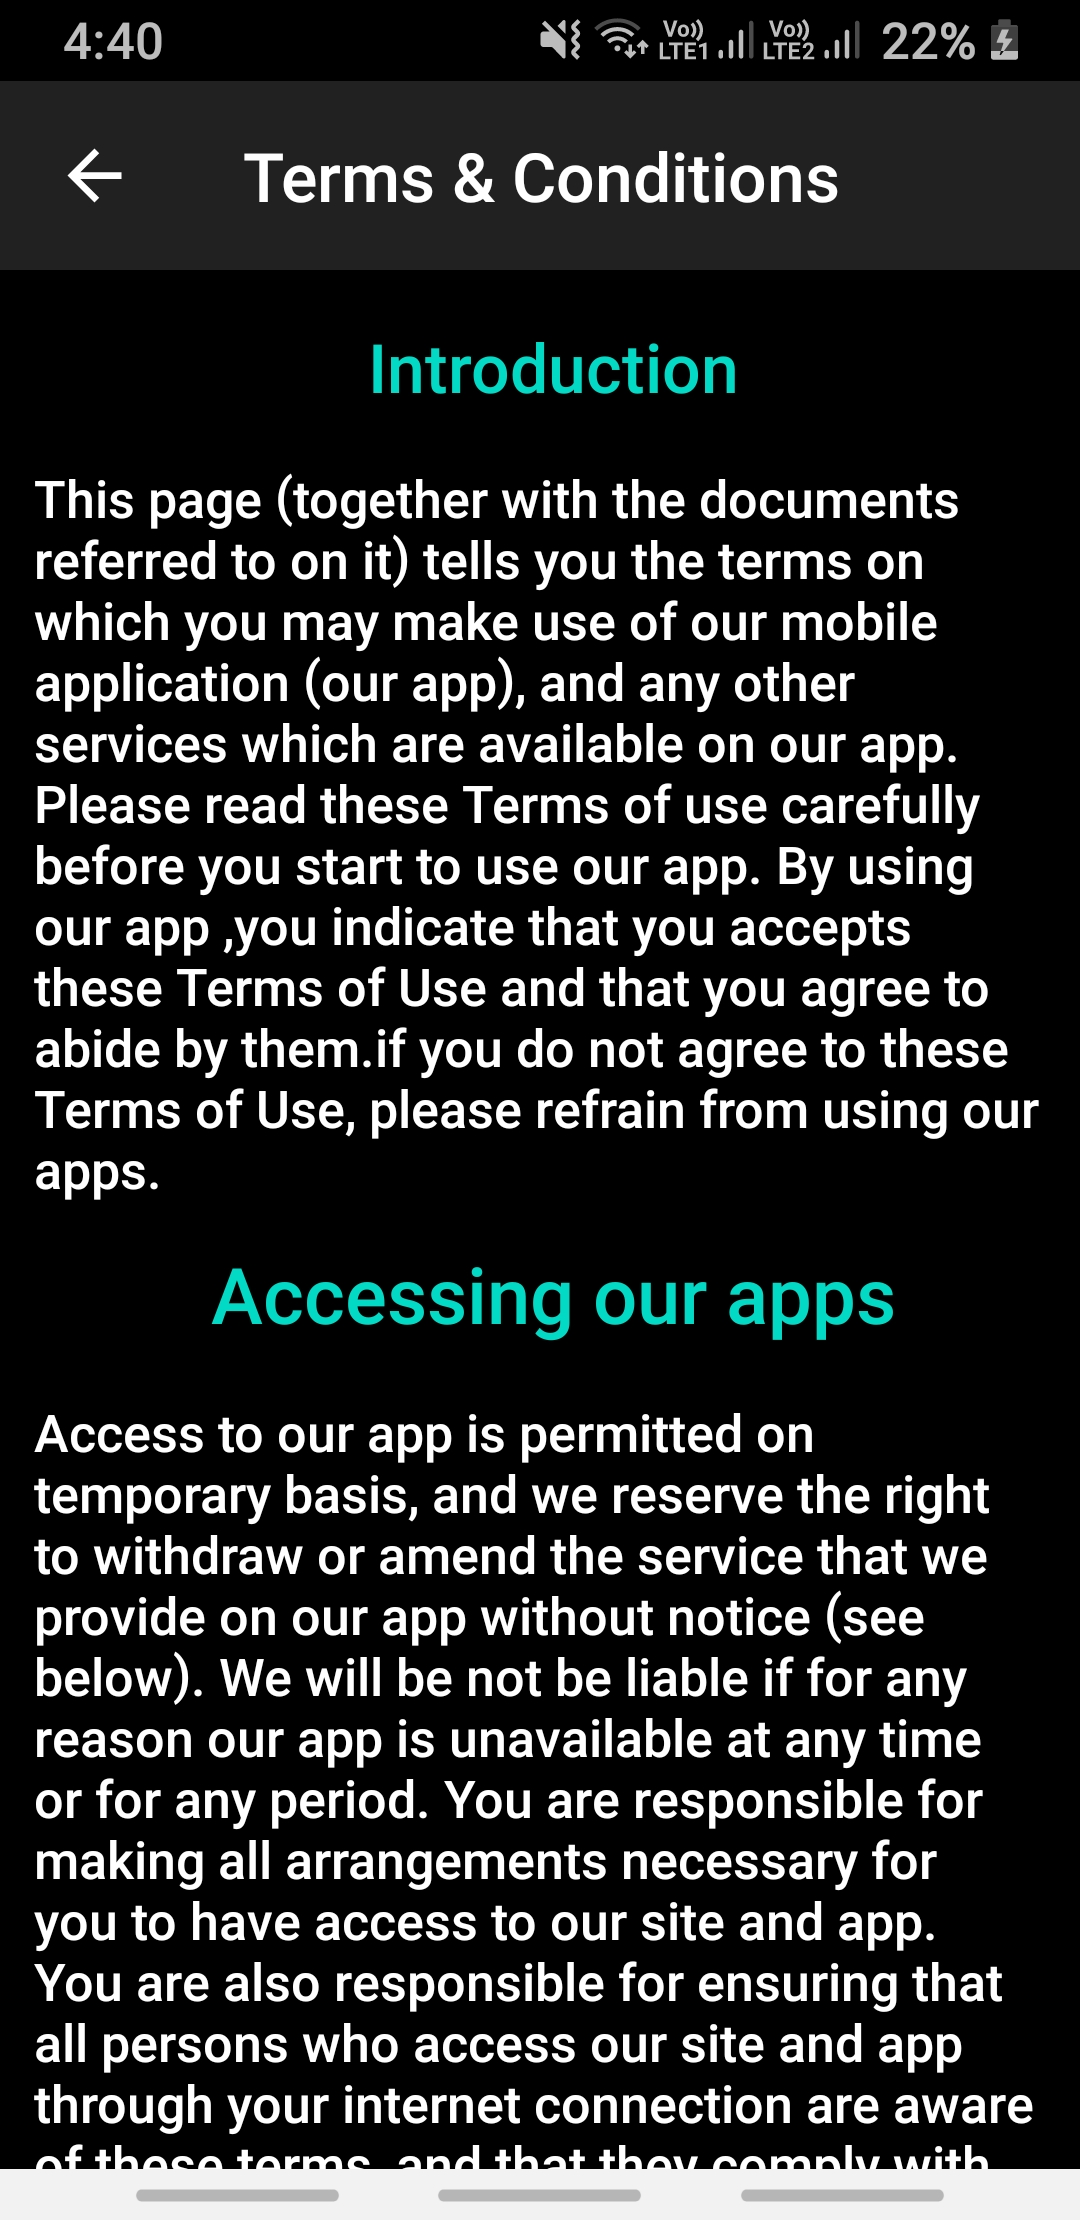 4:40
Vo)) LTE1 Vo)) LTE2 22%
Terms & Conditions
Introduction
This page (together with the documents
referred to on it) tells you the terms on
which you may make use of our mobile
application (our app), and any other
services which are available on our app.
Please read these Terms of use carefully
before you start to use our app. By using
our app ,you indicate that you accepts
these Terms of Use and that you agree to
abide by them.if you do not agree to these
Terms of Use, please refrain from using our
apps.
Accessing our apps
Access to our app is permitted on
temporary basis, and we reserve the right
to withdraw or amend the service that we
provide on our app without notice (see
below). We will be not be liable if for any
reason our app is unavailable at any time
or for any period. You are responsible for
making all arrangements necessary for
you to have access to our site and app.
You are also responsible for ensuring that
all persons who access our site and app
through your internet connection are aware
of these terms, and that they comply with